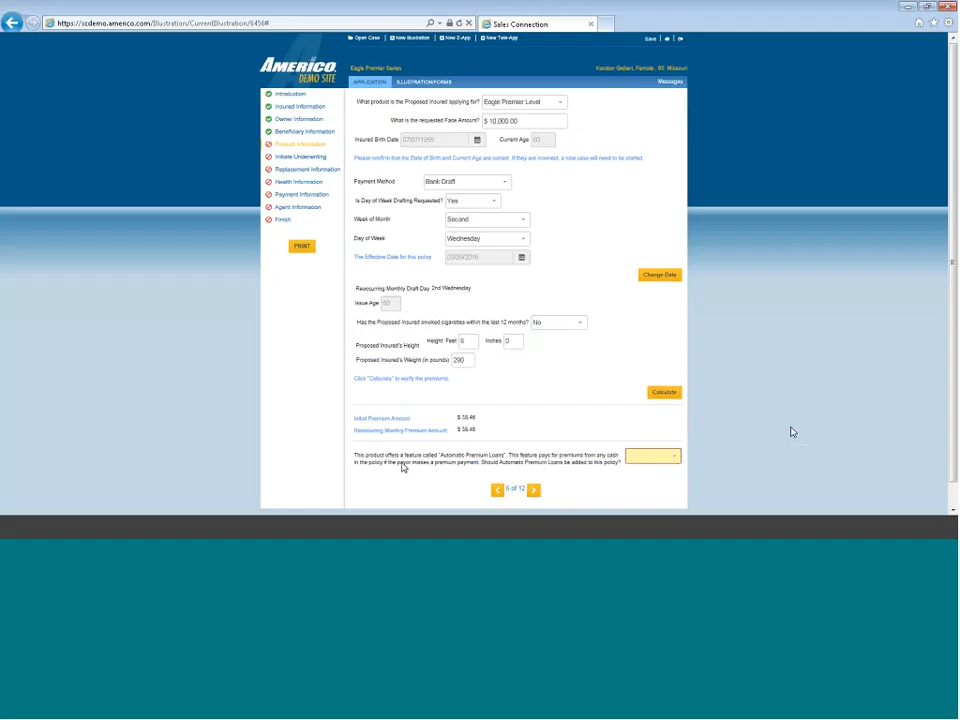 https://scdemo.americo.com/Illustration/CurrentIllustration/6456#
Sales Connection
Open Case New Illustration New E-App New Tele-App Save
AMERICO
DEMO SITE
Eagle Premier Series
Karsten Gebert, Female, 60, Missouri
APPLICATION ILLUSTRATION/FORMS Messages
Introduction
Insured Information
Owner Information
Beneficiary Information
Product Information
Initiate Underwriting
Replacement Information
Health Information
Payment Information
Agent Information
Finish
PRINT
What product is the Proposed Insured applying for? Eagle Premier Level
What is the requested Face Amount? $ 10,000.00
Insured Birth Date 07/07/1955 Current Age 60
Please confirm that the Date of Birth and Current Age are correct. If they are incorrect, a new case will need to be started.
Payment Method Bank Draft
Is Day of Week Drafting Requested? Yes
Week of Month Second
Day of Week Wednesday
The Effective Date for this policy 03/09/2016
Change Date
Reoccurring Monthly Draft Day 2nd Wednesday
Issue Age 60
Has the Proposed Insured smoked cigarettes within the last 12 months? No
Proposed Insured's Height Height: Feet 6 Inches 0
Proposed Insured's Weight (in pounds) 290
Click "Calculate" to verify the premiums.
Calculate
Initial Premium Amount $ 38.46
Reoccurring Monthly Premium Amount: $ 38.46
This product offers a feature called "Automatic Premium Loans". This feature pays for premiums from any cash
in the policy if the payor misses a premium payment. Should Automatic Premium Loans be added to this policy?
6 of 12